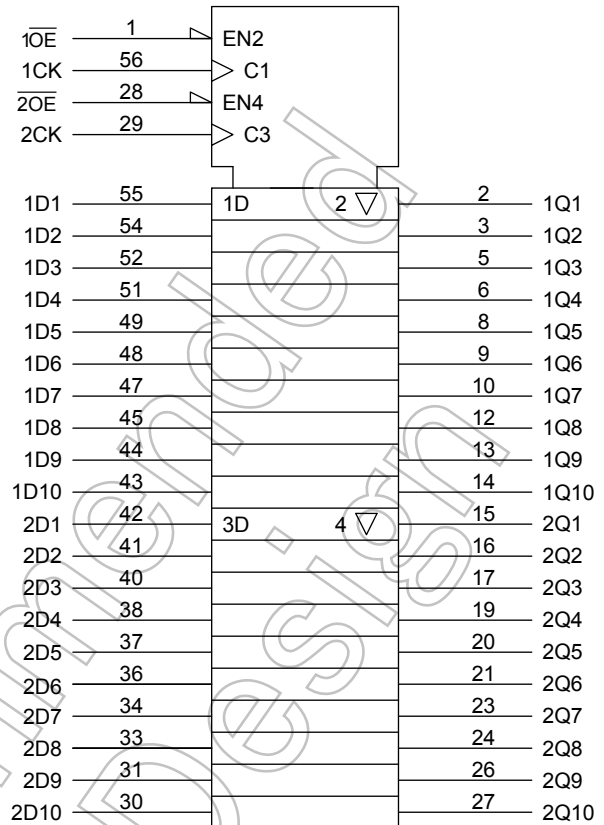 1OE 1 EN2
1CK 56 C1
2OE 28 EN4
2CK 29 C3
1D1 55 1D 2 ▽ 2 1Q1
1D2 54 3 1Q2
1D3 52 5 1Q3
1D4 51 6 1Q4
1D5 49 8 1Q5
1D6 48 9 1Q6
1D7 47 10 1Q7
1D8 45 12 1Q8
1D9 44 13 1Q9
1D10 43 14 1Q10
2D1 42 3D 4 ▽ 15 2Q1
2D2 41 16 2Q2
2D3 40 17 2Q3
2D4 38 19 2Q4
2D5 37 20 2Q5
2D6 36 21 2Q6
2D7 34 23 2Q7
2D8 33 24 2Q8
2D9 31 26 2Q9
2D10 30 27 2Q10
mmended
Design